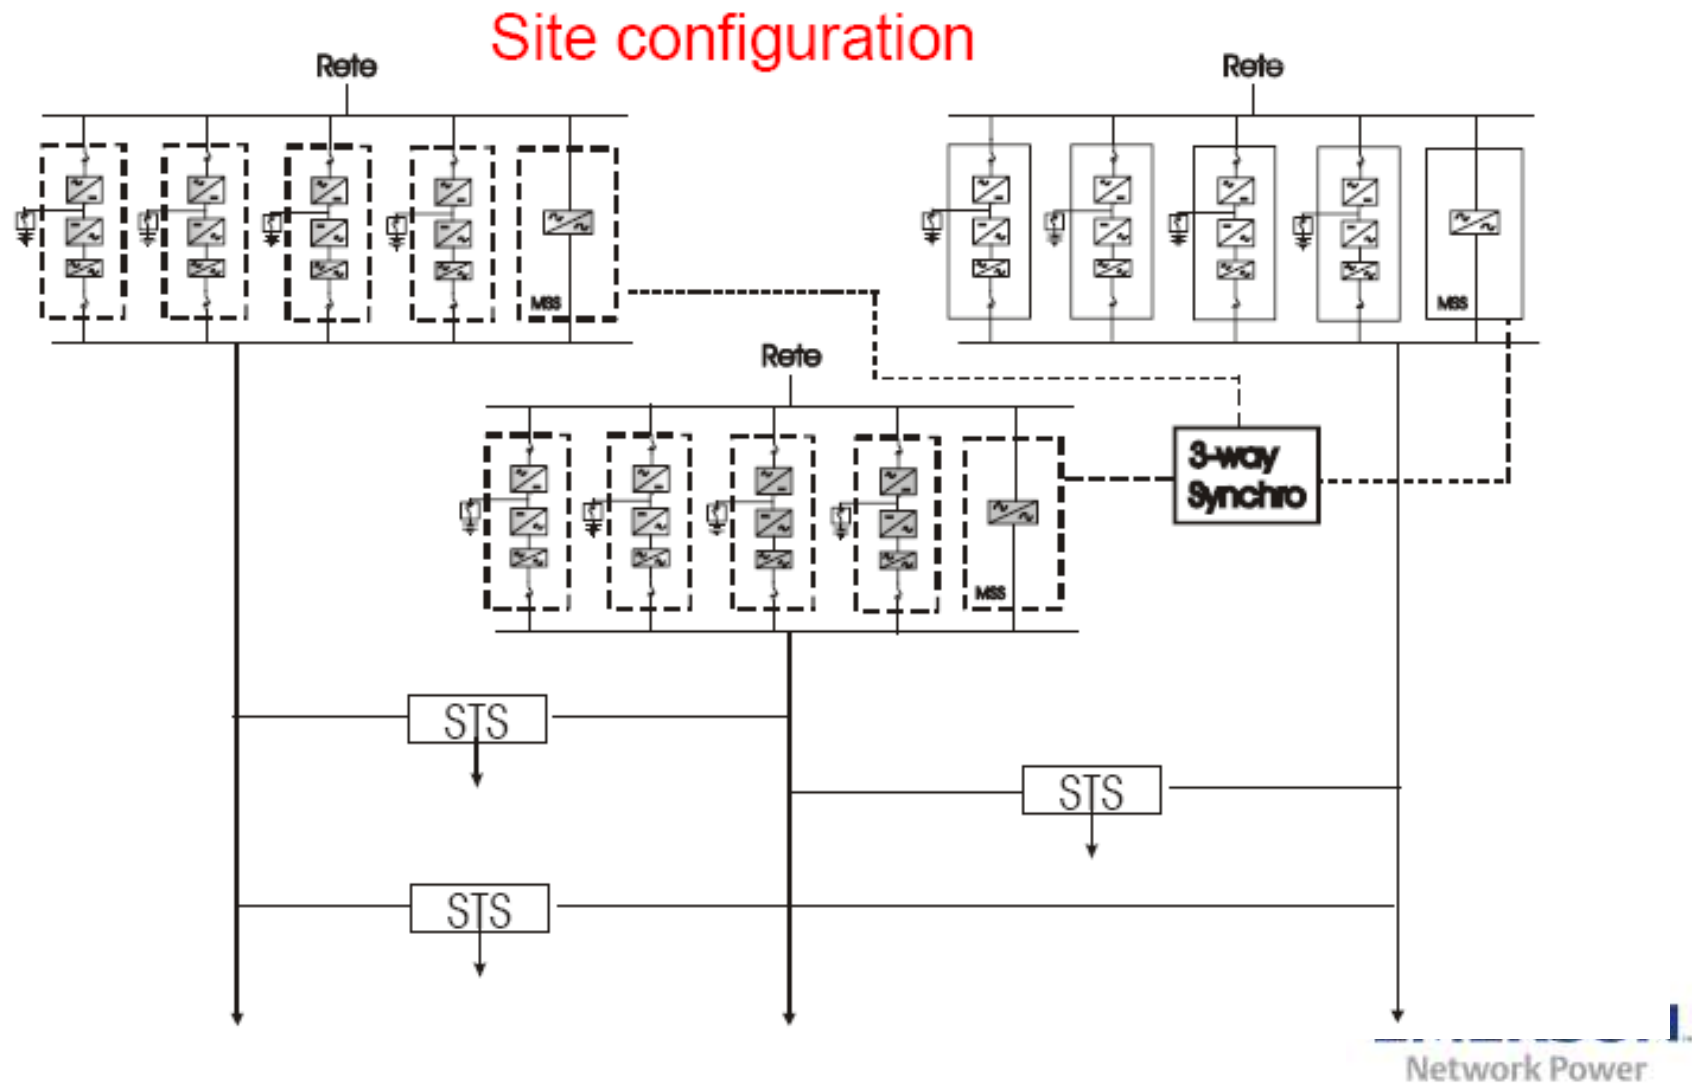 Site configuration
Rete
Rete
MSS
MSS
Rete
3-way
Synchro
MSS
STS
STS
STS
Network Power